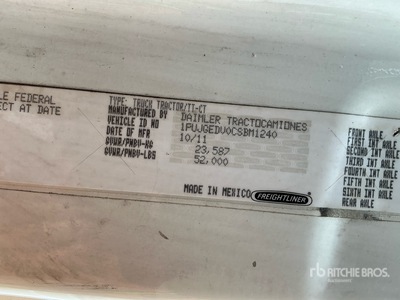 LE FEDERAL
ECT AT DATE
TYPE: TRUCK TRACTOR/TI-CT
MANUFACTURED BY DAIMLER TRACTOCAMIONES
VEHICLE ID NO 1PUJGEDV0CSBM1240
DATE OF MFR 10/11
GVWR/PNBV-KG 23,587
GVWR/PNBV-LBS 52,000
MADE IN MEXICO FREIGHTLINER
FRONT AXLE
FIRST INT AXLE
SECOND INT AXLE
THIRD INT AXLE
FOURTH INT AXLE
FIFTH INT AXLE
SIXTH INT AXLE
REAR AXLE
rb RITCHIE BROS.